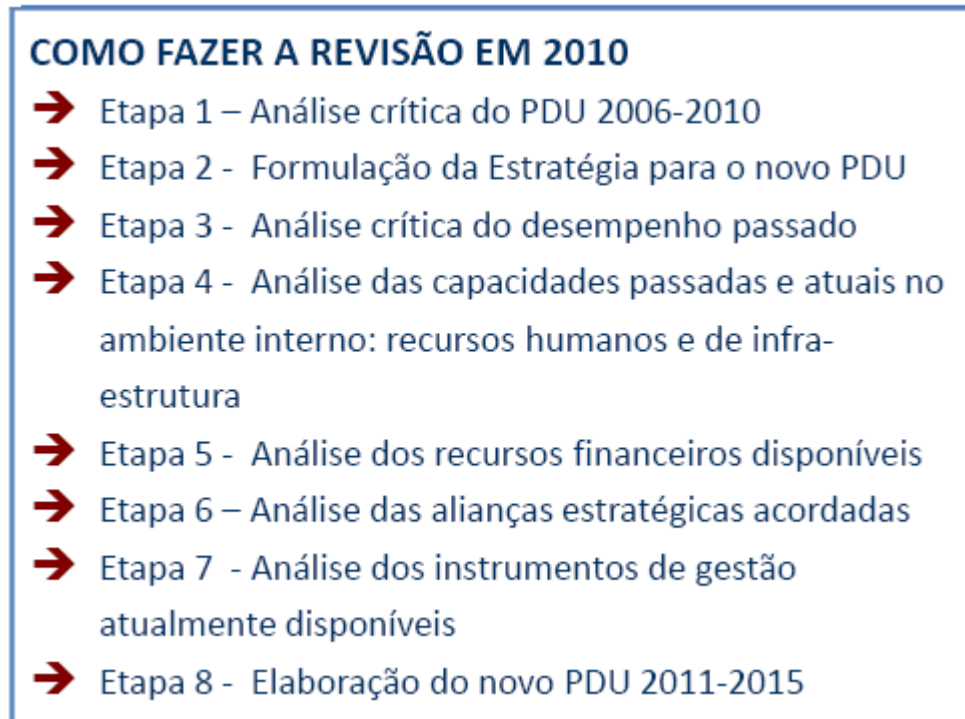 COMO FAZER A REVISÃO EM 2010
➔ Etapa 1 – Análise crítica do PDU 2006-2010
➔ Etapa 2 - Formulação da Estratégia para o novo PDU
➔ Etapa 3 - Análise crítica do desempenho passado
➔ Etapa 4 - Análise das capacidades passadas e atuais no
ambiente interno: recursos humanos e de infra-
estrutura
➔ Etapa 5 - Análise dos recursos financeiros disponíveis
➔ Etapa 6 – Análise das alianças estratégicas acordadas
➔ Etapa 7 - Análise dos instrumentos de gestão
atualmente disponíveis
➔ Etapa 8 - Elaboração do novo PDU 2011-2015